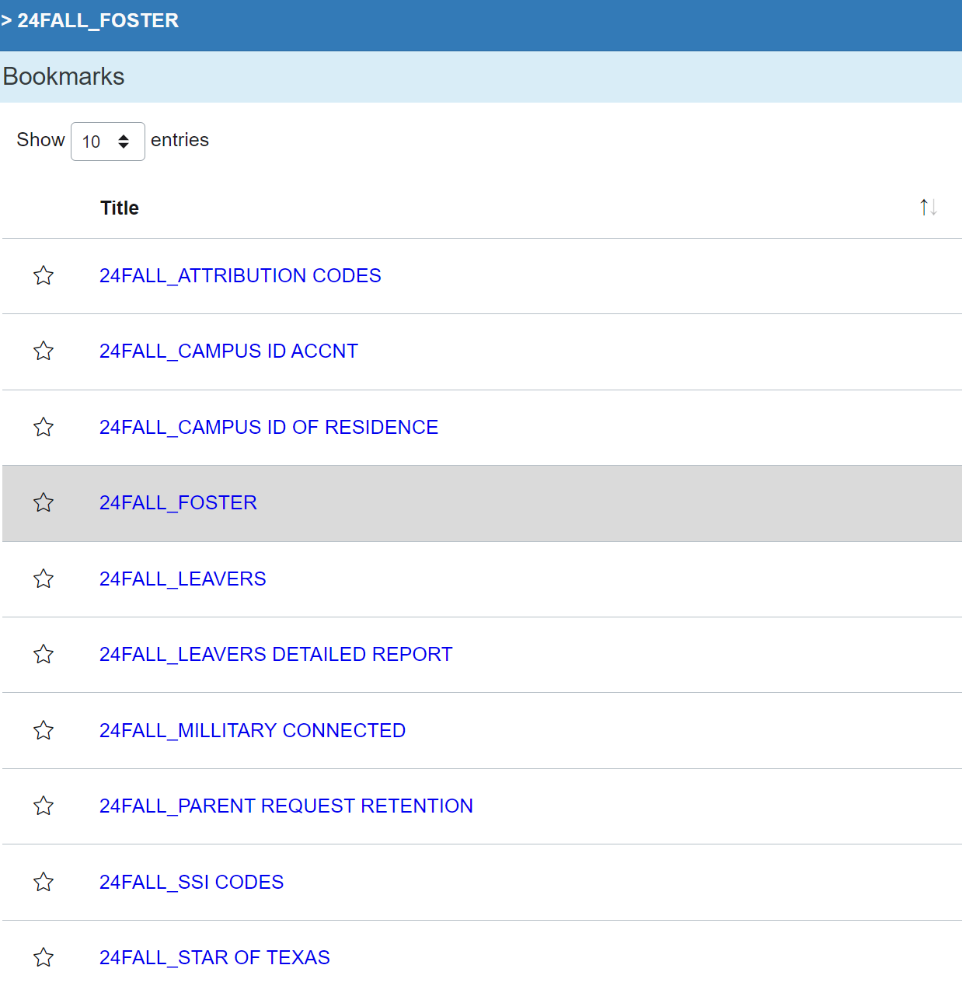 > 24FALL_FOSTER
Bookmarks
Show 10 entries
Title
24FALL_ATTRIBUTION CODES
24FALL_CAMPUS ID ACCNT
24FALL_CAMPUS ID OF RESIDENCE
24FALL_FOSTER
24FALL_LEAVERS
24FALL_LEAVERS DETAILED REPORT
24FALL_MILLITARY CONNECTED
24FALL_PARENT REQUEST RETENTION
24FALL_SSI CODES
24FALL_STAR OF TEXAS